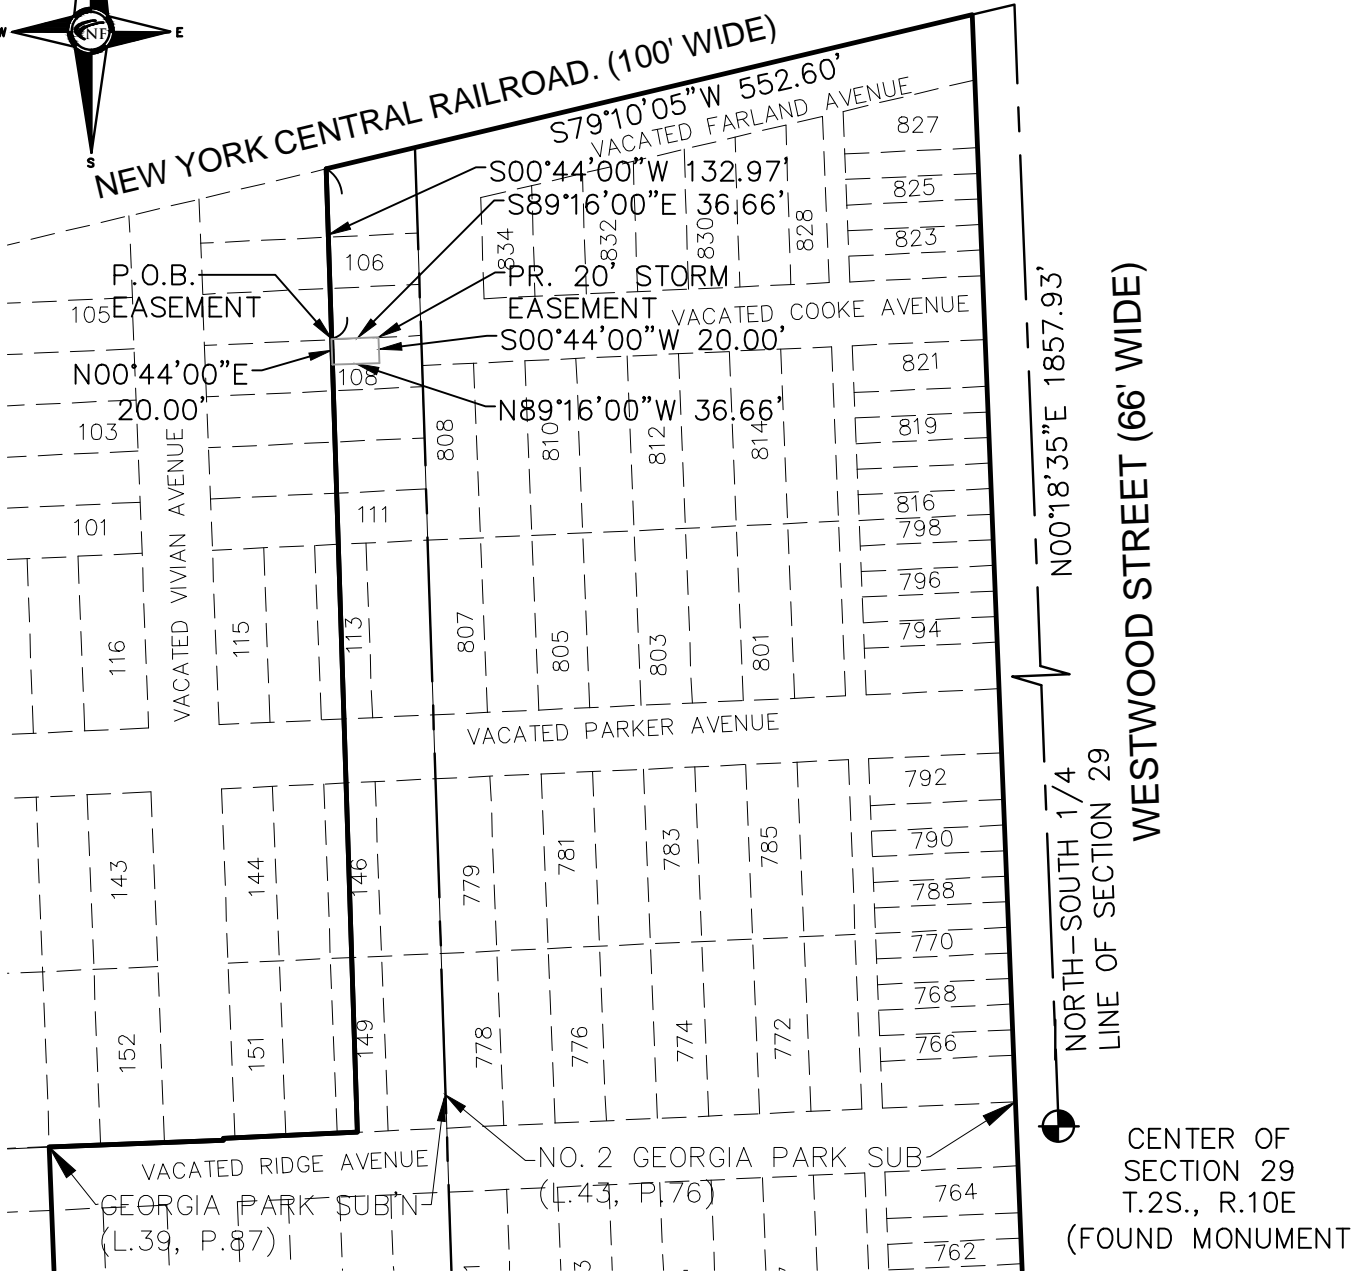 W
E
S
NF
NEW YORK CENTRAL RAILROAD. (100' WIDE)
S79°10'05"W 552.60'
VACATED FARLAND AVENUE
S00°44'00"W 132.97'
S89°16'00"E 36.66'
P.O.B.
EASEMENT
PR. 20' STORM
EASEMENT
VACATED COOKE AVENUE
S00°44'00"W 20.00'
N00°44'00"E
20.00'
N89°16'00"W 36.66'
827
825
823
834
832
830
828
106
105
108
103
101
111
821
819
816
798
796
794
808
810
812
814
807
805
803
801
116
115
113
VACATED VIVIAN AVENUE
VACATED PARKER AVENUE
N00°18'35"E 1857.93'
WESTWOOD STREET (66' WIDE)
NORTH-SOUTH 1/4
LINE OF SECTION 29
792
790
788
770
768
766
143
144
146
779
781
783
785
152
151
149
778
776
774
772
VACATED RIDGE AVENUE
GEORGIA PARK SUB'N
(L.39, P.87)
NO. 2 GEORGIA PARK SUB
(L.43, P.76)
764
762
CENTER OF
SECTION 29
T.2S., R.10E
(FOUND MONUMENT